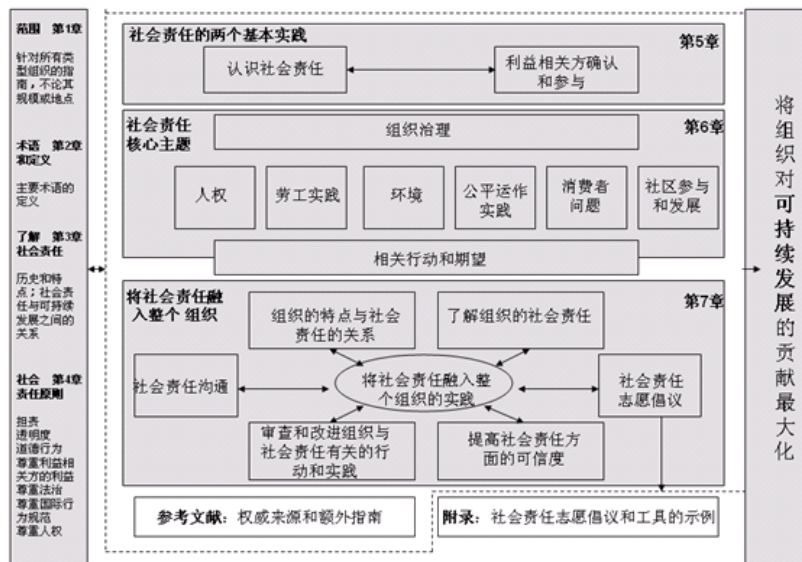 范围 第1章
针对所有类
型组织的指
南，不论其
规模或地点
术语 第2章
和定义
主要术语的
定义
了解 第3章
社会责任
历史和特
点；社会责
任与可持续
发展之间的
关系
社会 第4章
责任原则
担责
透明度
道德行为
尊重利益相
关方的利益
尊重法治
尊重国际行
为规范
尊重人权
社会责任的两个基本实践
第5章
认识社会责任
利益相关方确认
和参与
社会责任
核心主题
第6章
组织治理
人权
劳工实践
环境
公平运作
实践
消费者
问题
社区参与
和发展
相关行动和期望
将社会责任融
入整个 组织
第7章
组织的特点与社会
责任的关系
了解组织的社会责任
社会责任沟通
将社会责任融入整
个组织的实践
社会责任
志愿倡议
审查和改进组织与
社会责任有关的行
动和实践
提高社会责任方
面的可信度
参考文献：权威来源和额外指南
附录：社会责任志愿倡议和工具的示例
将组织对可持续发展的贡献最大化